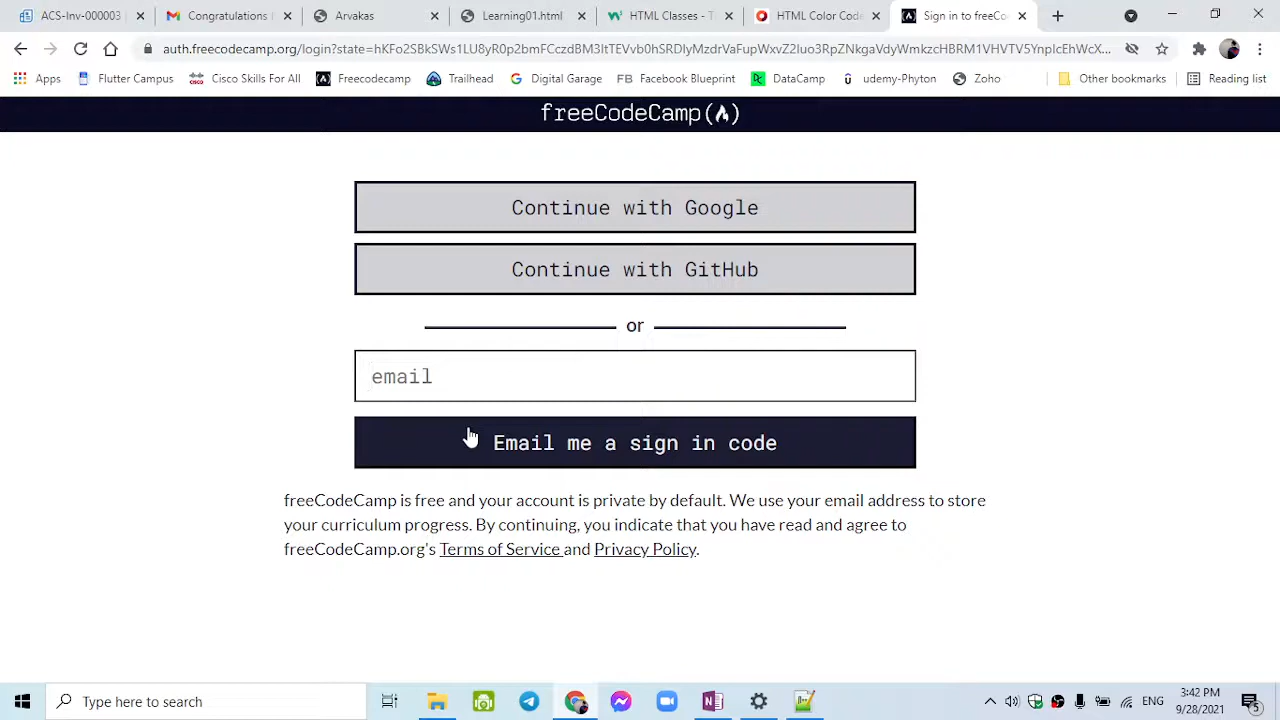 ACS-Inv-000003
Congratulations
Arvakas
Learning01.html
HTML Classes - T
HTML Color Code
Sign in to freeCo
auth.freecodecamp.org/login?state=
Apps
Flutter Campus
Cisco Skills For All
Freecodecamp
Trailhead
Digital Garage
FB Facebook Blueprint
DataCamp
udemy-Phyton
Zoho
Other bookmarks
Reading list
freeCodeCamp
Continue with Google
Continue with GitHub
or
email
Email me a sign in code
freeCodeCamp is free and your account is private by default. We use your email address to store
your curriculum progress. By continuing, you indicate that you have read and agree to
freeCodeCamp.org's Terms of Service and Privacy Policy.
Type here to search
ENG
3:42 PM
9/28/2021
5